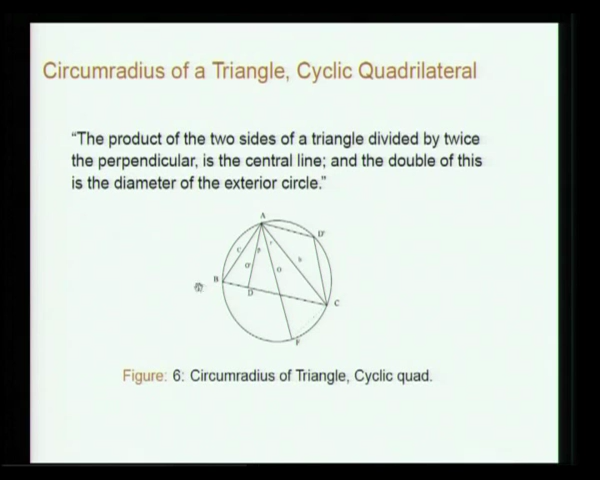 Circumradius of a Triangle, Cyclic Quadrilateral
“The product of the two sides of a triangle divided by twice
the perpendicular, is the central line; and the double of this
is the diameter of the exterior circle.”
A
D'
B
D
O
C
F
Figure: 6: Circumradius of Triangle, Cyclic quad.